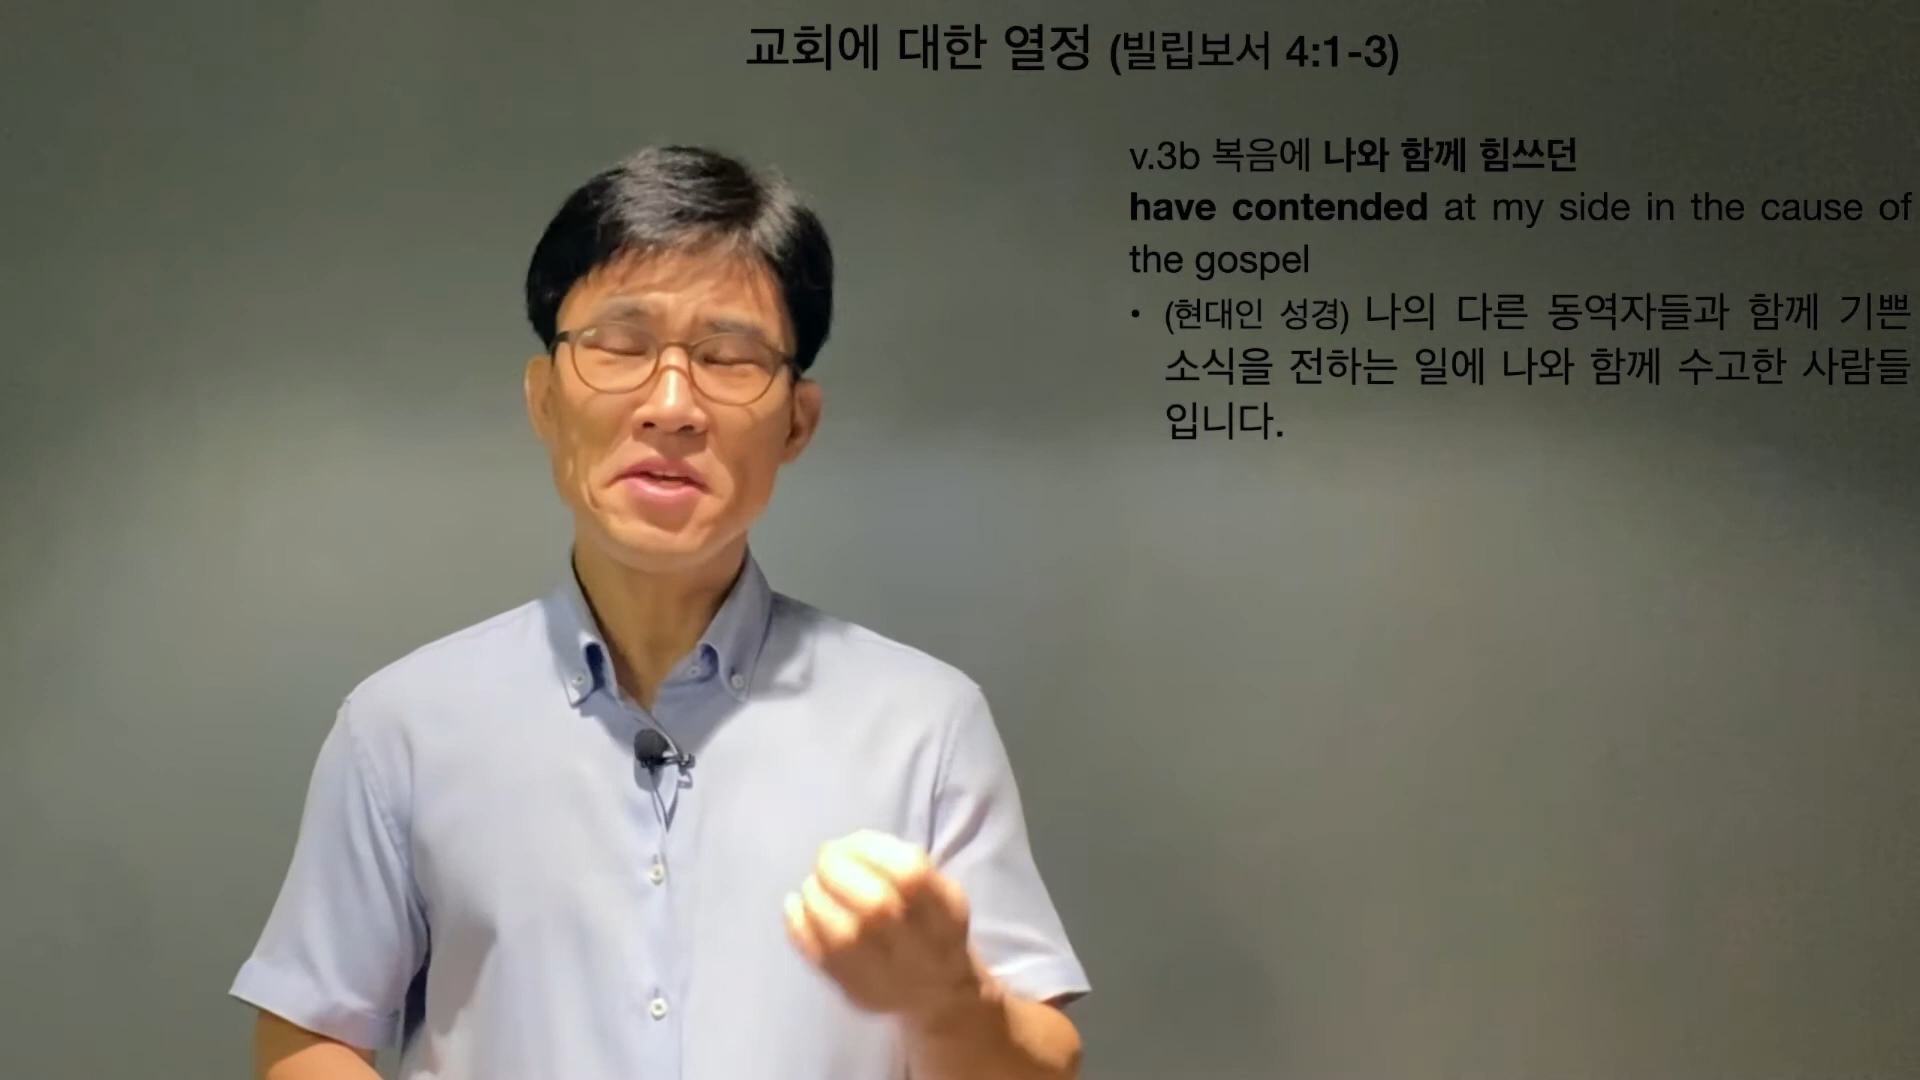 교회에 대한 열정 (빌립보서 4:1-3)
v.3b 복음에 나와 함께 힘쓰던
have contended at my side in the cause of
the gospel
• (현대인 성경) 나의 다른 동역자들과 함께 기쁜
소식을 전하는 일에 나와 함께 수고한 사람들
입니다.